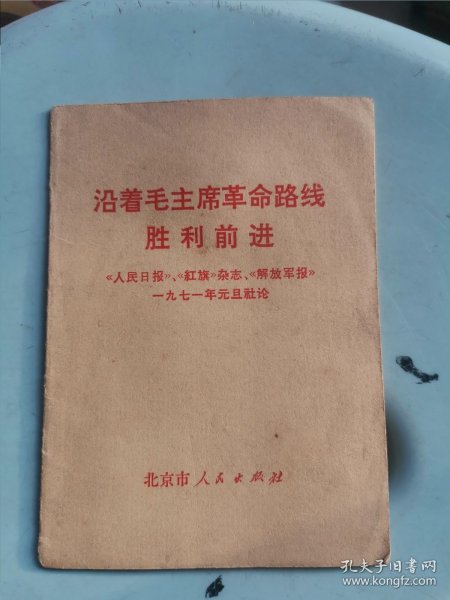 沿着毛主席革命路线
胜利前进
《人民日报》、《紅旗》杂志、《解放军报》
一九七一年元旦社论
北京市人民出版社
孔夫子旧书网
www.kongfz.com